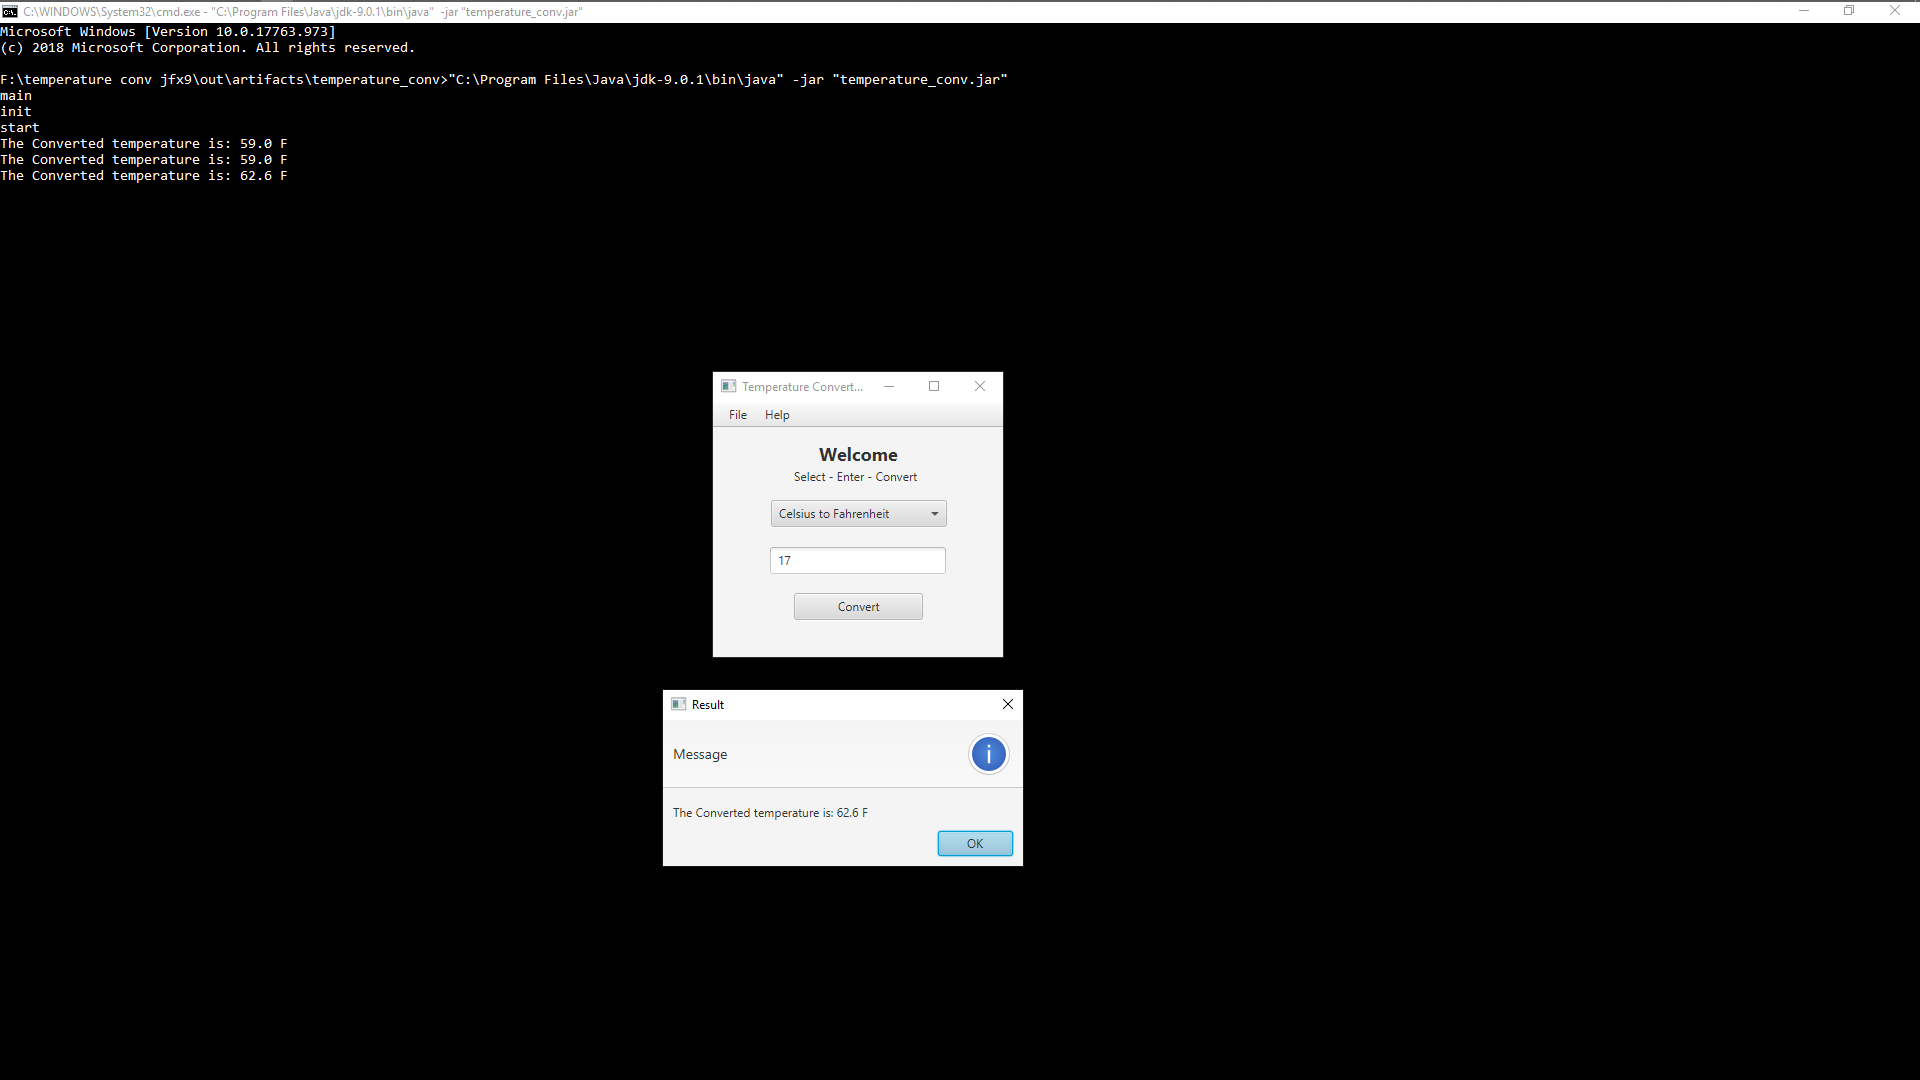 C:\WINDOWS\System32\cmd.exe - "C:\Program Files\Java\jdk-9.0.1\bin\java"  -jar "temperature_conv.jar"
Microsoft Windows [Version 10.0.17763.973]
(c) 2018 Microsoft Corporation. All rights reserved.
F:\temperature conv jfx9\out\artifacts\temperature_conv>"C:\Program Files\Java\jdk-9.0.1\bin\java" -jar "temperature_conv.jar"
main
init
start
The Converted temperature is: 59.0 F
The Converted temperature is: 59.0 F
The Converted temperature is: 62.6 F
Temperature Convert...
File Help
Welcome
Select - Enter - Convert
Celsius to Fahrenheit
17
Convert
Result
Message
The Converted temperature is: 62.6 F
OK